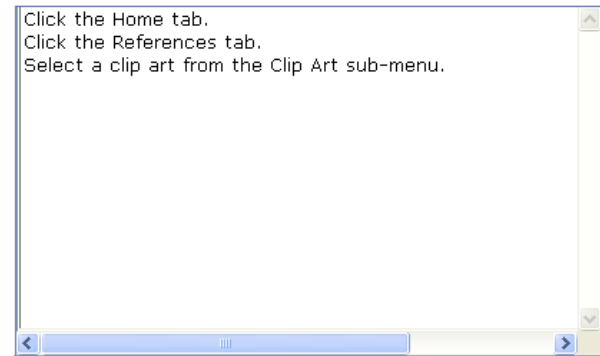 Click the Home tab.
Click the References tab.
Select a clip art from the Clip Art sub-menu.